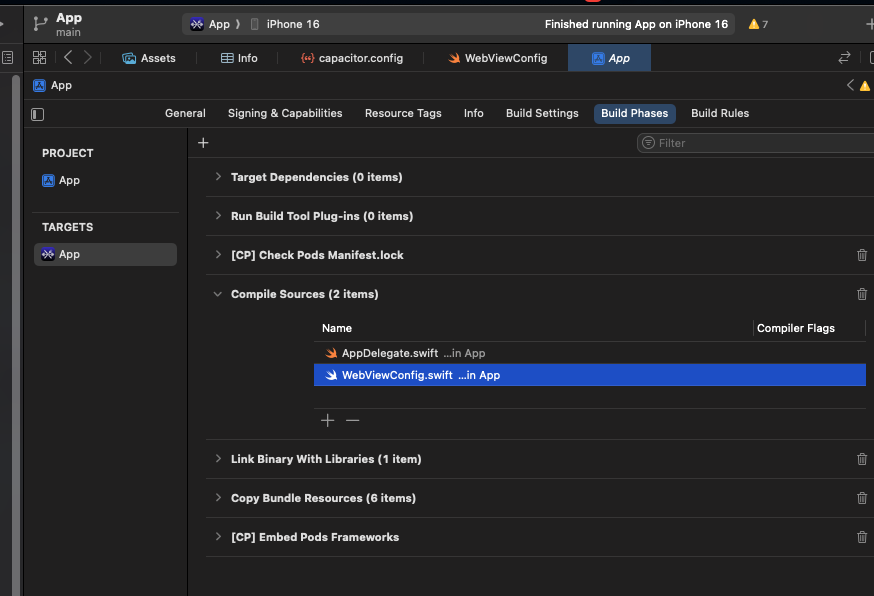 App
main
App ⟩ iPhone 16
Finished running App on iPhone 16
7
Assets
Info
capacitor.config
WebViewConfig
App
App
General
Signing & Capabilities
Resource Tags
Info
Build Settings
Build Phases
Build Rules
PROJECT
App
TARGETS
App
Filter
Target Dependencies (0 items)
Run Build Tool Plug-ins (0 items)
[CP] Check Pods Manifest.lock
Compile Sources (2 items)
Name
Compiler Flags
AppDelegate.swift ...in App
WebViewConfig.swift ...in App
Link Binary With Libraries (1 item)
Copy Bundle Resources (6 items)
[CP] Embed Pods Frameworks